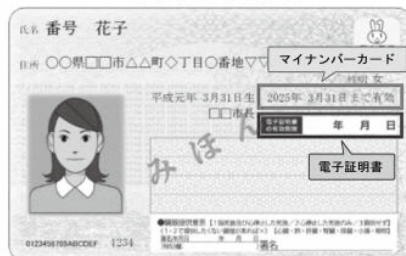 氏名 番号 花子
住所 ○○県□□市△△町◇丁目○番地▽▽
マイナンバーカード
性別 女
平成元年 3月31日生 2025年 3月31日まで有効
□□市長
電子証明書の有効期限 年 月 日
電子証明書
みほん
0123456789ABCDEF 1234
署名